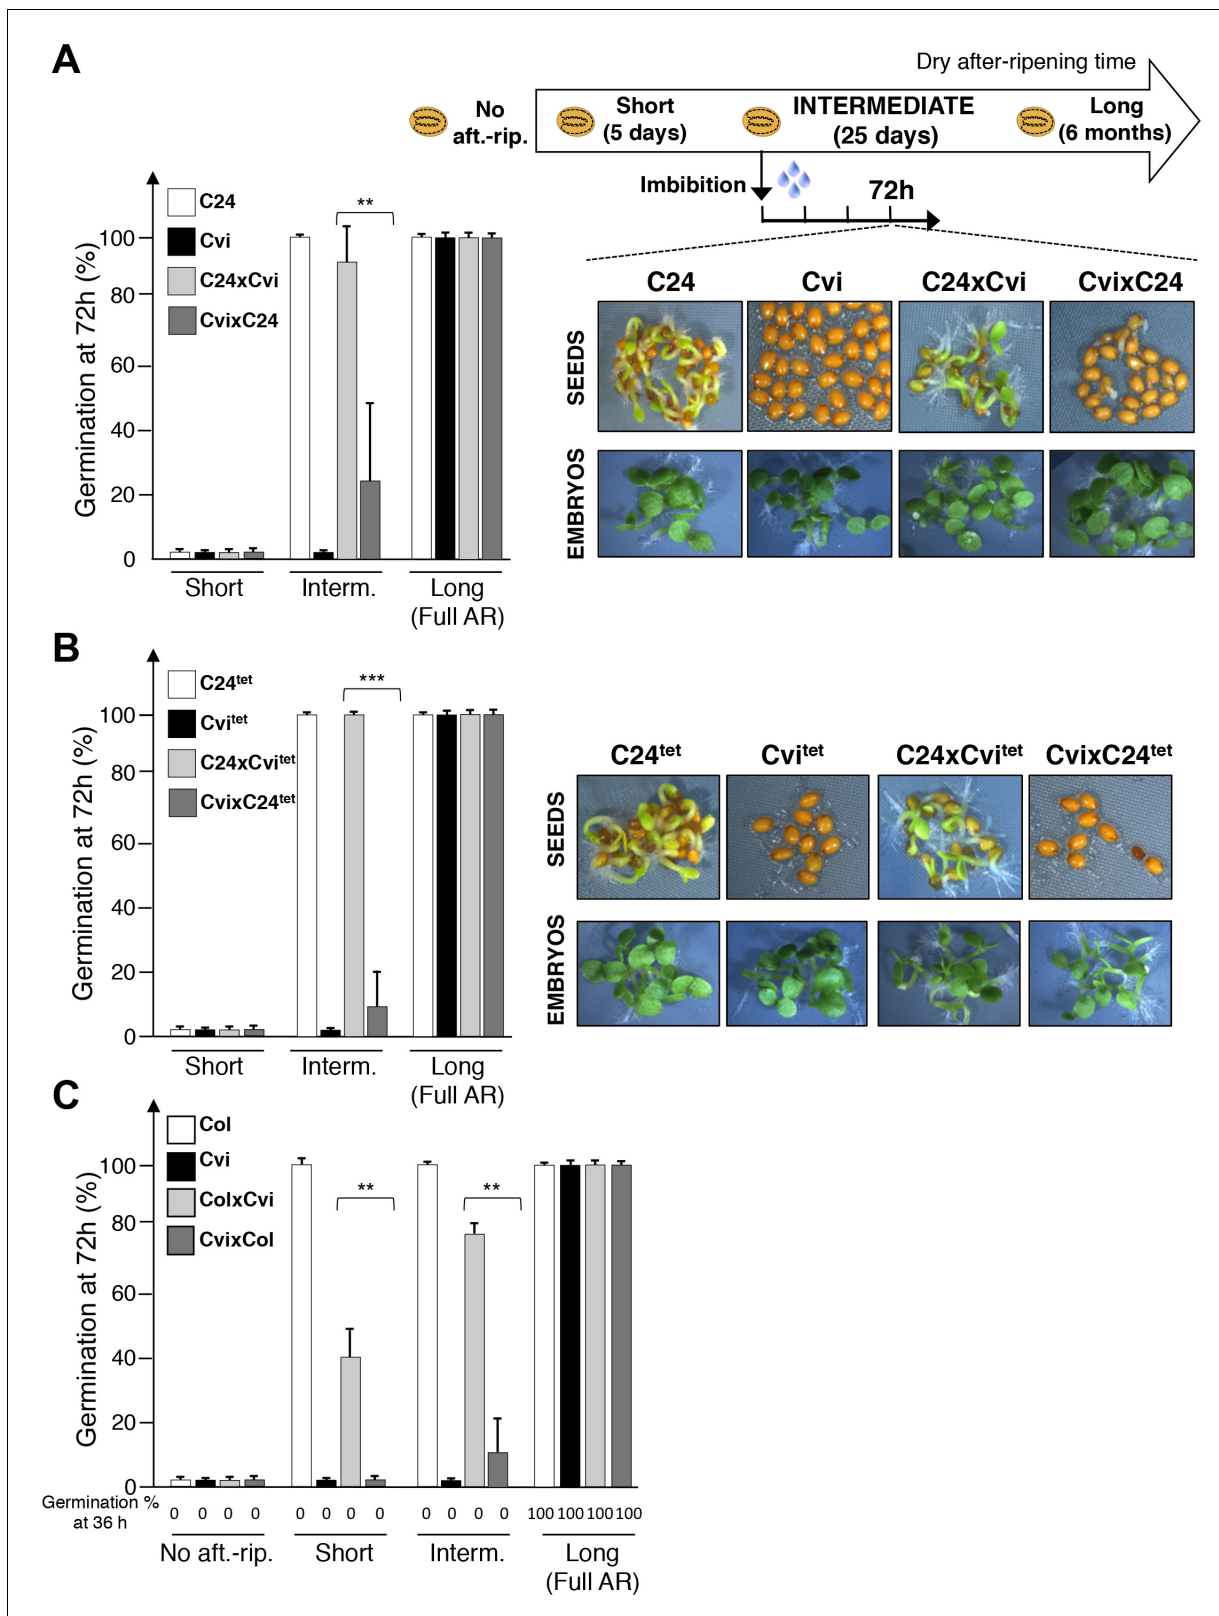 A
Dry after-ripening time
No
aft.-rip.
Short
(5 days)
INTERMEDIATE
(25 days)
Long
(6 months)
Imbibition
72h
C24
Cvi
C24xCvi
CvixC24
Germination at 72h (%)
100
80
60
40
20
0
**
Short
Interm.
Long
(Full AR)
C24
Cvi
C24xCvi
CvixC24
SEEDS
EMBRYOS
B
C24tet
Cvitet
C24xCvitet
CvixC24tet
Germination at 72h (%)
100
80
60
40
20
0
***
Short
Interm.
Long
(Full AR)
C24tet
Cvitet
C24xCvitet
CvixC24tet
SEEDS
EMBRYOS
C
Col
Cvi
ColxCvi
CvixCol
Germination at 72h (%)
100
80
60
40
20
0
**
**
Germination %
at 36 h
0 0 0 0
0 0 0 0
0 0 0 0
100 100 100 100
No aft.-rip.
Short
Interm.
Long
(Full AR)